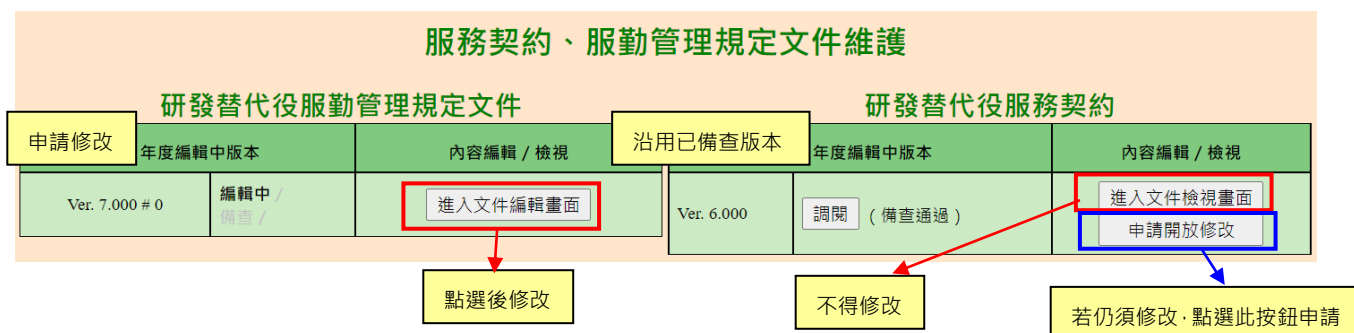 服務契約、服勤管理規定文件維護
研發替代役服勤管理規定文件
申請修改
年度編輯中版本
內容編輯 / 檢視
Ver. 7.000 # 0
編輯中 /
備查 /
進入文件編輯畫面
點選後修改
研發替代役服務契約
沿用已備查版本
年度編輯中版本
內容編輯 / 檢視
Ver. 6.000
調閱 ( 備查通過 )
進入文件檢視畫面
申請開放修改
不得修改
若仍須修改，點選此按鈕申請